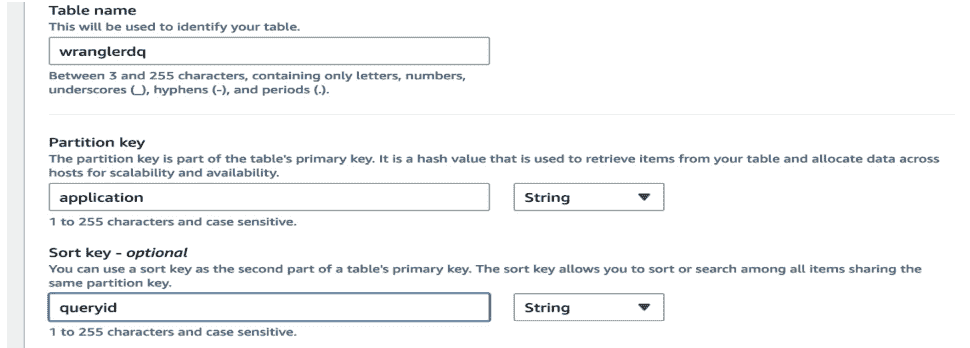 Table name
This will be used to identify your table.
wranglerdq
Between 3 and 255 characters, containing only letters, numbers,
underscores (_), hyphens (-), and periods (.).
Partition key
The partition key is part of the table's primary key. It is a hash value that is used to retrieve items from your table and allocate data across
hosts for scalability and availability.
application
String
1 to 255 characters and case sensitive.
Sort key - optional
You can use a sort key as the second part of a table's primary key. The sort key allows you to sort or search among all items sharing the
same partition key.
queryid
String
1 to 255 characters and case sensitive.